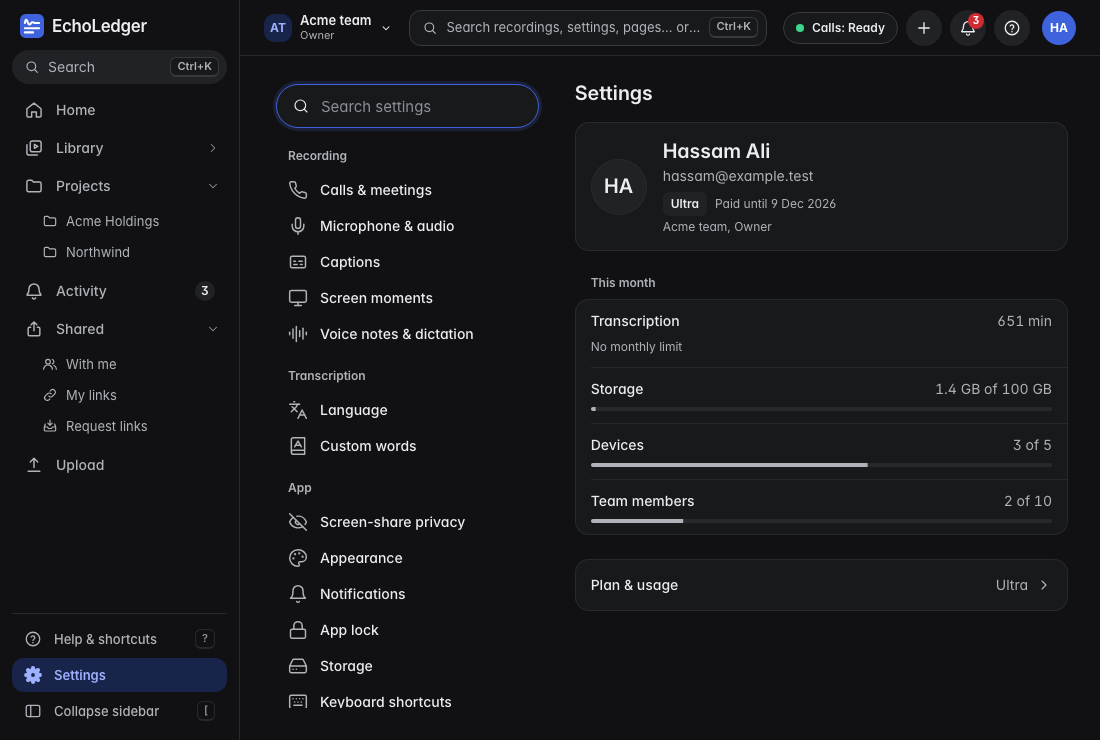 EchoLedger
Search Ctrl+K
Home
Library
Projects
Acme Holdings
Northwind
Activity 3
Shared
With me
My links
Request links
Upload
Help & shortcuts ?
Settings
Collapse sidebar [
AT Acme team
Owner
Search recordings, settings, pages... or... Ctrl+K
Calls: Ready
3
HA
Search settings
Recording
Calls & meetings
Microphone & audio
Captions
Screen moments
Voice notes & dictation
Transcription
Language
Custom words
App
Screen-share privacy
Appearance
Notifications
App lock
Storage
Keyboard shortcuts
Settings
HA
Hassam Ali
hassam@example.test
Ultra Paid until 9 Dec 2026
Acme team, Owner
This month
Transcription 651 min
No monthly limit
Storage 1.4 GB of 100 GB
Devices 3 of 5
Team members 2 of 10
Plan & usage Ultra